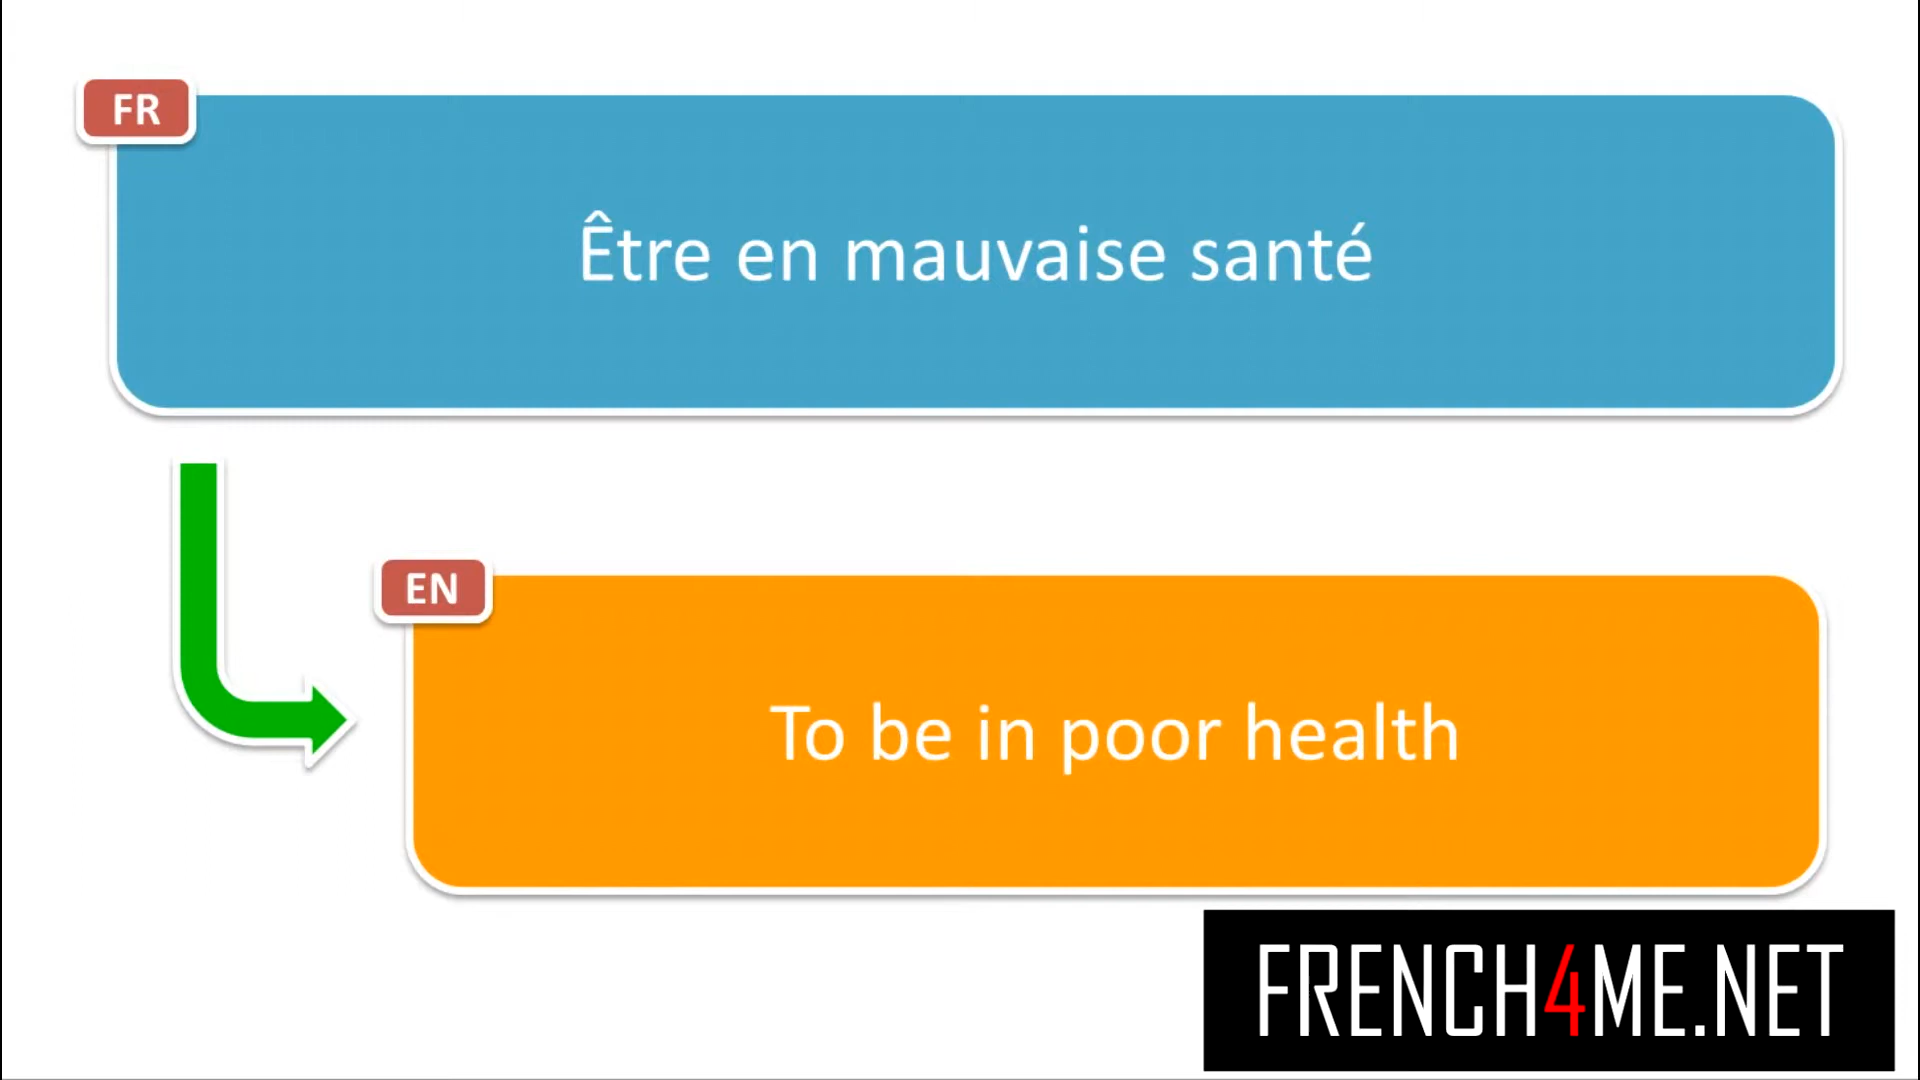 FR
Être en mauvaise santé
EN
To be in poor health
FRENCH4ME.NET